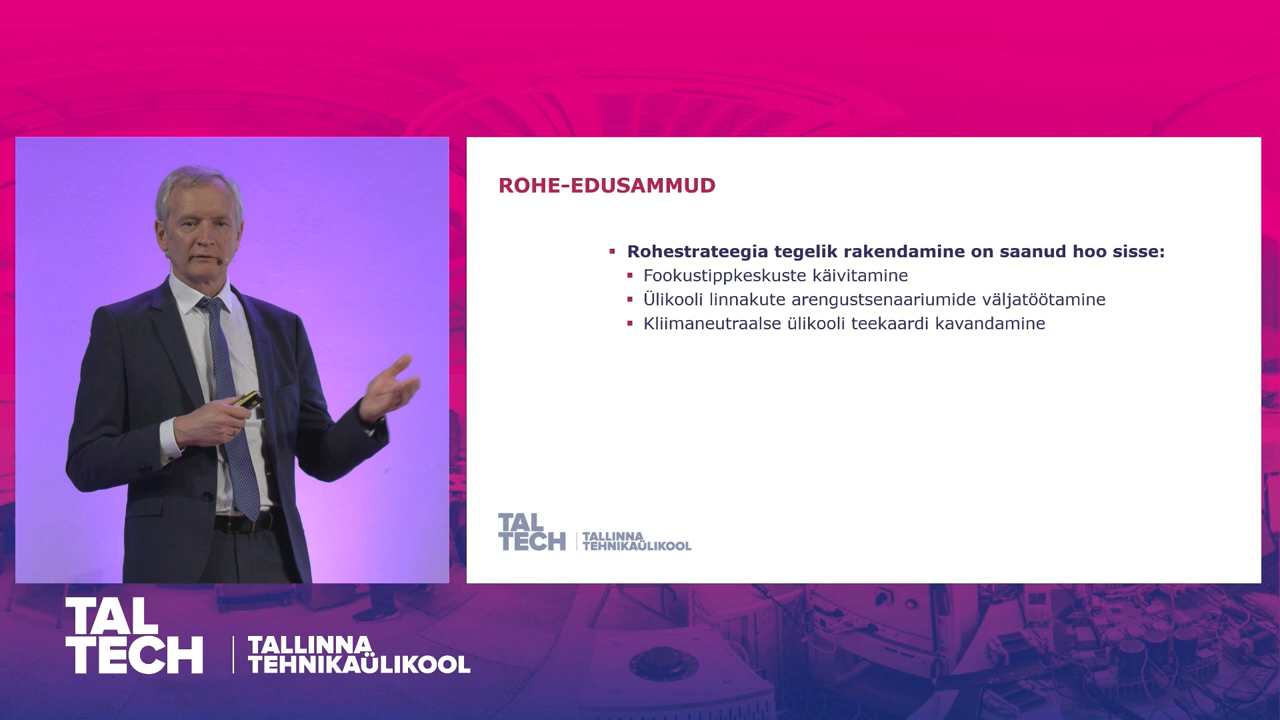 ROHE-EDUSAMMUD
Rohestrateegia tegelik rakendamine on saanud hoo sisse:
Fookustippkeskuste käivitamine
Ülikooli linnakute arengustsenaariumide väljatöötamine
Kliimaneutraalse ülikooli teekaardi kavandamine
TAL
TECH
TALLINNA
TEHNIKAÜLIKOOL
TAL
TECH
TALLINNA
TEHNIKAÜLIKOOL